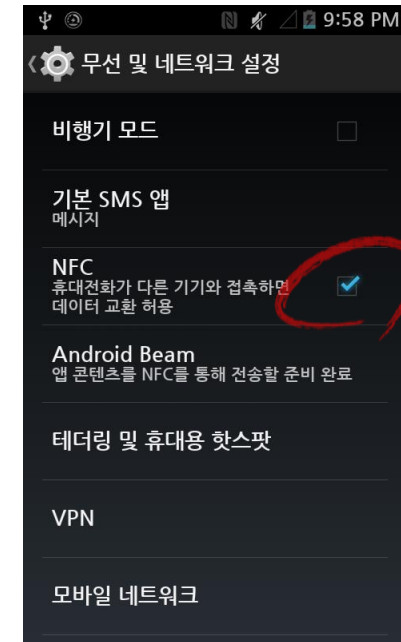 9:58 PM
무선 및 네트워크 설정
비행기 모드
기본 SMS 앱
메시지
NFC
휴대전화가 다른 기기와 접촉하면
데이터 교환 허용
Android Beam
앱 콘텐츠를 NFC를 통해 전송할 준비 완료
테더링 및 휴대용 핫스팟
VPN
모바일 네트워크